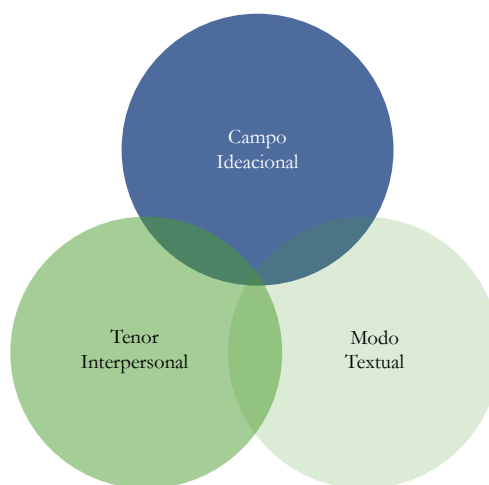 Campo
Ideacional
Tenor
Interpersonal
Modo
Textual